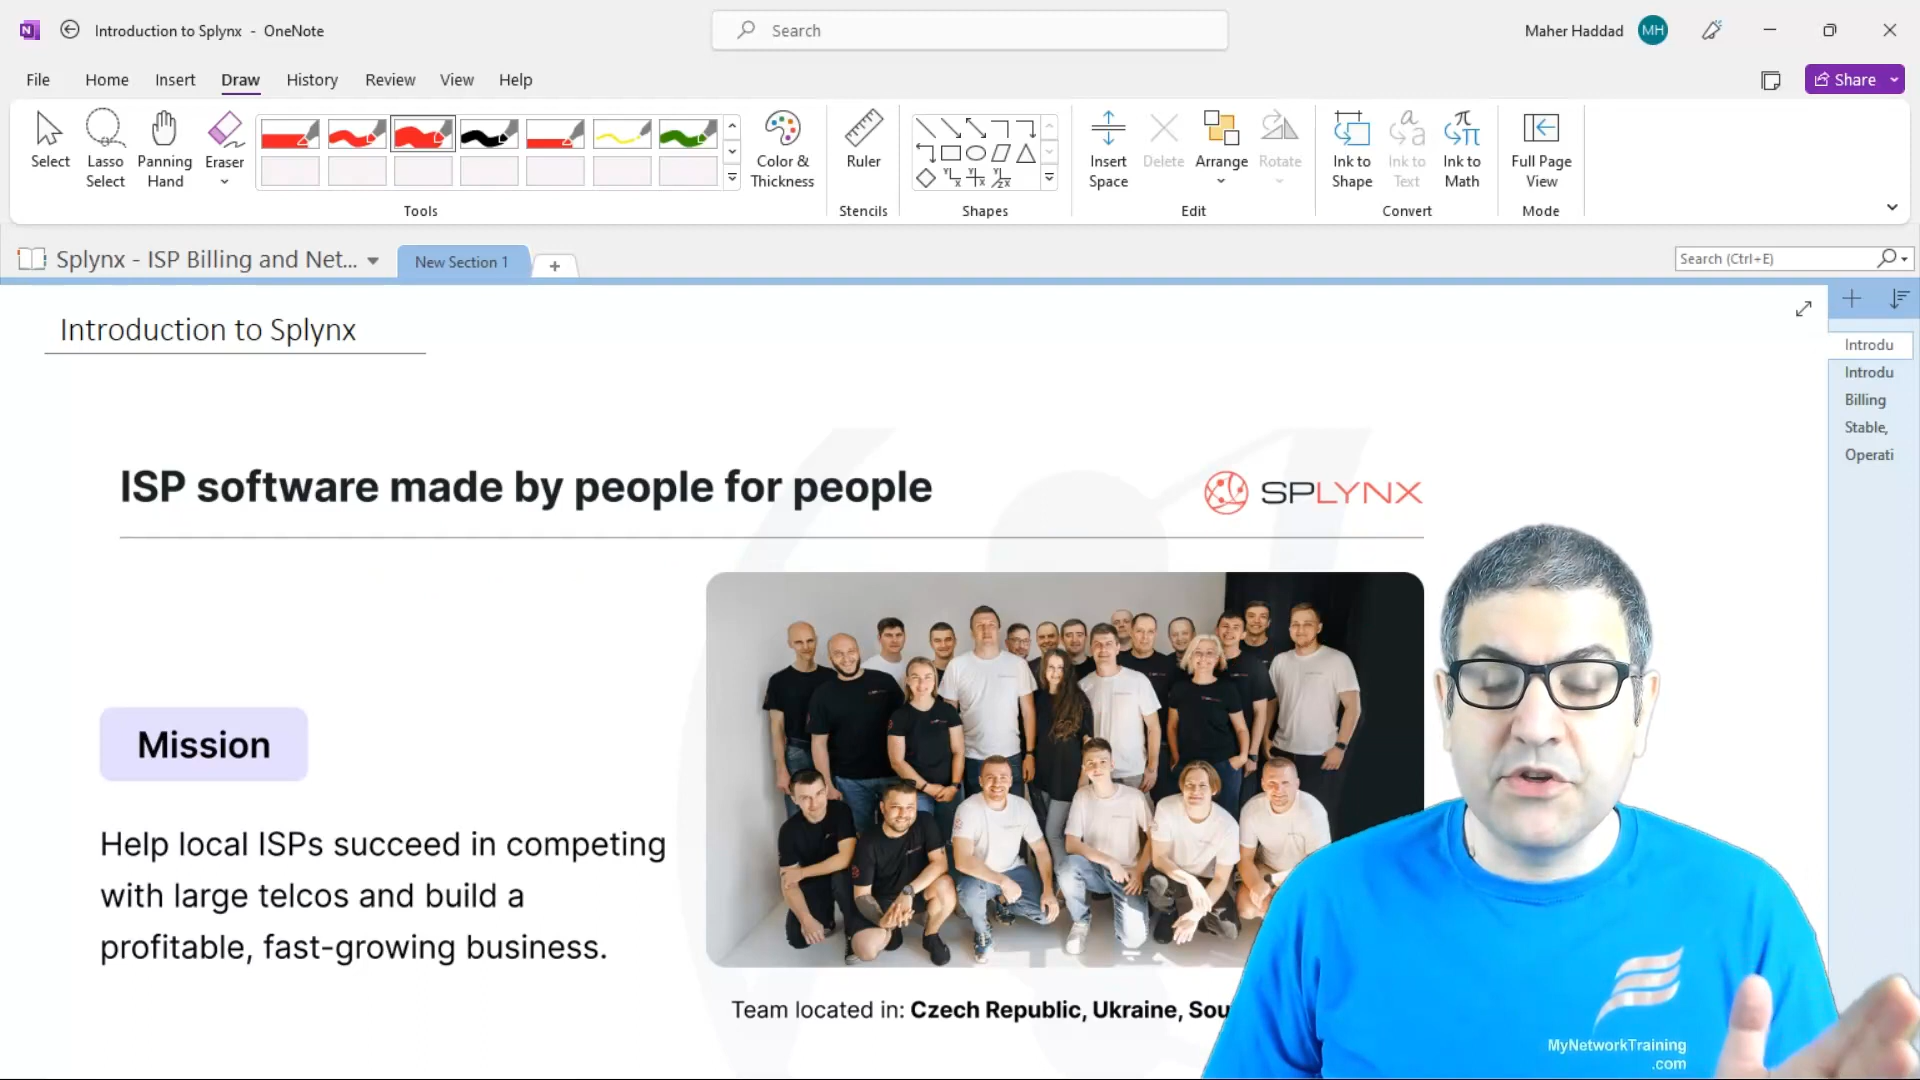 Introduction to Splynx - OneNote
Search
Maher Haddad
MH
File
Home
Insert
Draw
History
Review
View
Help
Share
Select
Lasso Select
Panning Hand
Eraser
Color & Thickness
Ruler
Insert Space
Delete
Arrange
Rotate
Ink to Shape
Ink to Text
Ink to Math
Full Page View
Tools
Stencils
Shapes
Edit
Convert
Mode
Splynx - ISP Billing and Net...
New Section 1
Search (Ctrl+E)
Introduction to Splynx
Introdu
Introdu
Billing
Stable,
Operati
ISP software made by people for people
SPLYNX
Mission
Help local ISPs succeed in competing
with large telcos and build a
profitable, fast-growing business.
Team located in: Czech Republic, Ukraine, Sou
MyNetworkTraining
.com